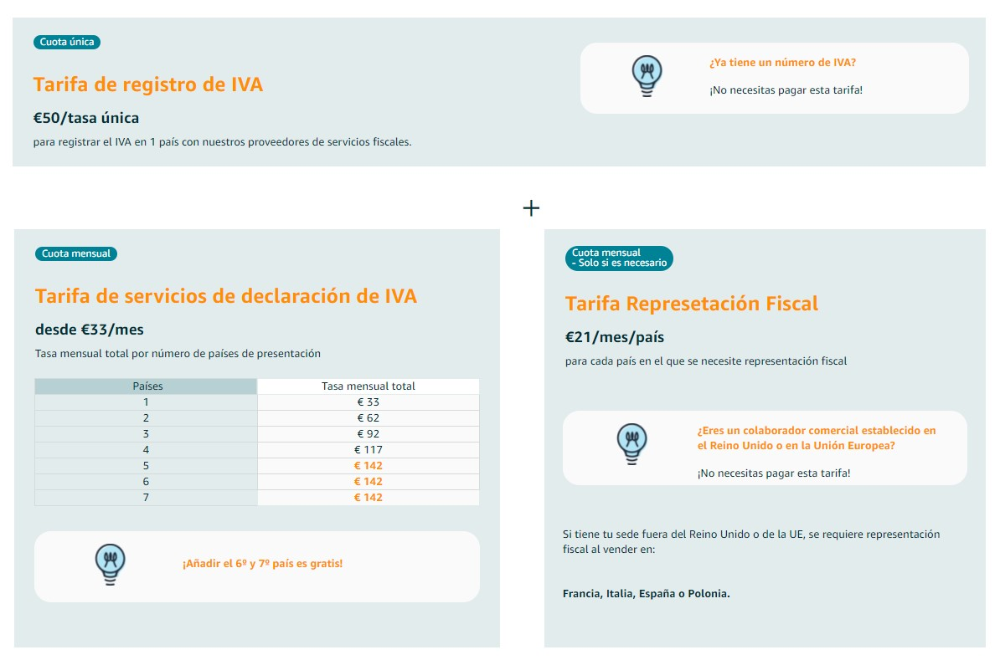 Cuota única
Tarifa de registro de IVA
€50/tasa única
para registrar el IVA en 1 país con nuestros proveedores de servicios fiscales.
¿Ya tiene un número de IVA?
¡No necesitas pagar esta tarifa!
+
Cuota mensual
Tarifa de servicios de declaración de IVA
desde €33/mes
Tasa mensual total por número de países de presentación
Países Tasa mensual total
1 € 33
2 € 62
3 € 92
4 € 117
5 € 142
6 € 142
7 € 142
¡Añadir el 6º y 7º país es gratis!
Cuota mensual
- Solo si es necesario
Tarifa Represetación Fiscal
€21/mes/país
para cada país en el que se necesite representación fiscal
¿Eres un colaborador comercial establecido en
el Reino Unido o en la Unión Europea?
¡No necesitas pagar esta tarifa!
Si tiene tu sede fuera del Reino Unido o de la UE, se requiere representación
fiscal al vender en:
Francia, Italia, España o Polonia.